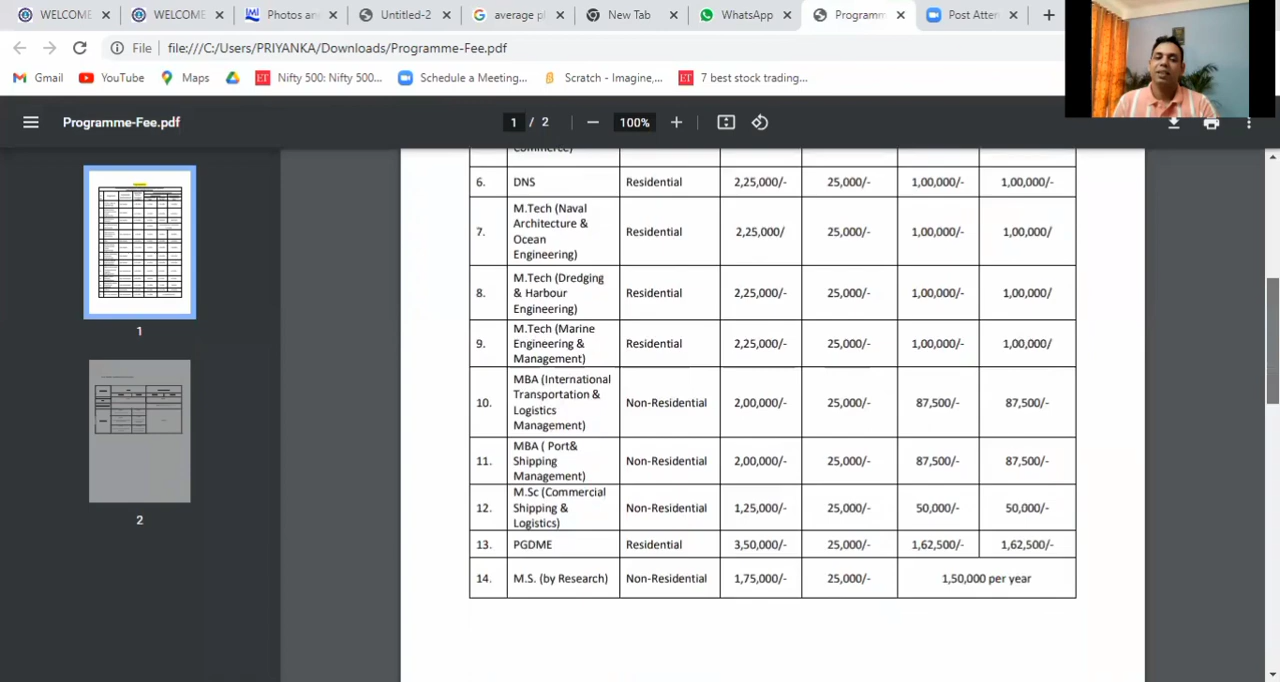 WELCOME
WELCOME
Photos an
Untitled-2
average p
New Tab
WhatsApp
Programm
Post Atten
File
file:///C:/Users/PRIYANKA/Downloads/Programme-Fee.pdf
Gmail
YouTube
Maps
ET Nifty 500: Nifty 500...
Schedule a Meeting...
Scratch - Imagine,...
ET 7 best stock trading...
Programme-Fee.pdf
1 / 2
100%
1
2
6. DNS Residential 2,25,000/- 25,000/- 1,00,000/- 1,00,000/-
M.Tech (Naval
Architecture &
7. Residential 2,25,000/ 25,000/- 1,00,000/- 1,00,000/
Ocean
Engineering)
M.Tech (Dredging
8. & Harbour Residential 2,25,000/- 25,000/- 1,00,000/- 1,00,000/
Engineering)
M.Tech (Marine
9. Engineering & Residential 2,25,000/- 25,000/- 1,00,000/- 1,00,000/
Management)
MBA (International
Transportation &
10. Non-Residential 2,00,000/- 25,000/- 87,500/- 87,500/-
Logistics
Management)
MBA ( Port&
11. Shipping Non-Residential 2,00,000/- 25,000/- 87,500/- 87,500/-
Management)
M.Sc (Commercial
12. Shipping & Non-Residential 1,25,000/- 25,000/- 50,000/- 50,000/-
Logistics)
13. PGDME Residential 3,50,000/- 25,000/- 1,62,500/- 1,62,500/-
14. M.S. (by Research) Non-Residential 1,75,000/- 25,000/- 1,50,000 per year